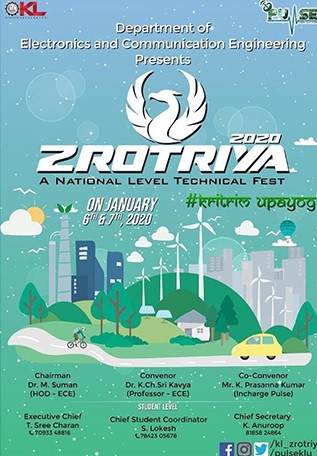 KL
PULSE
Department of
Electronics and Communication Engineering
Presents
2020
ZROTRIYA
A NATIONAL LEVEL TECHNICAL FEST
ON JANUARY
6TH & 7TH, 2020
#kritrim upayog
Chairman
Dr. M. Suman
(HOD - ECE)
Convenor
Dr. K.Ch.Sri Kavya
(Professor - ECE)
Co-Convenor
Mr. K. Prasanna Kumar
(Incharge Pulse)
STUDENT LEVEL
Executive Chief
T. Sree Charan
70933 48816
Chief Student Coordinator
S. Lokesh
78423 05678
Chief Secretary
K. Anuroop
81858 24864
/kl_zrotriy
pulseklu